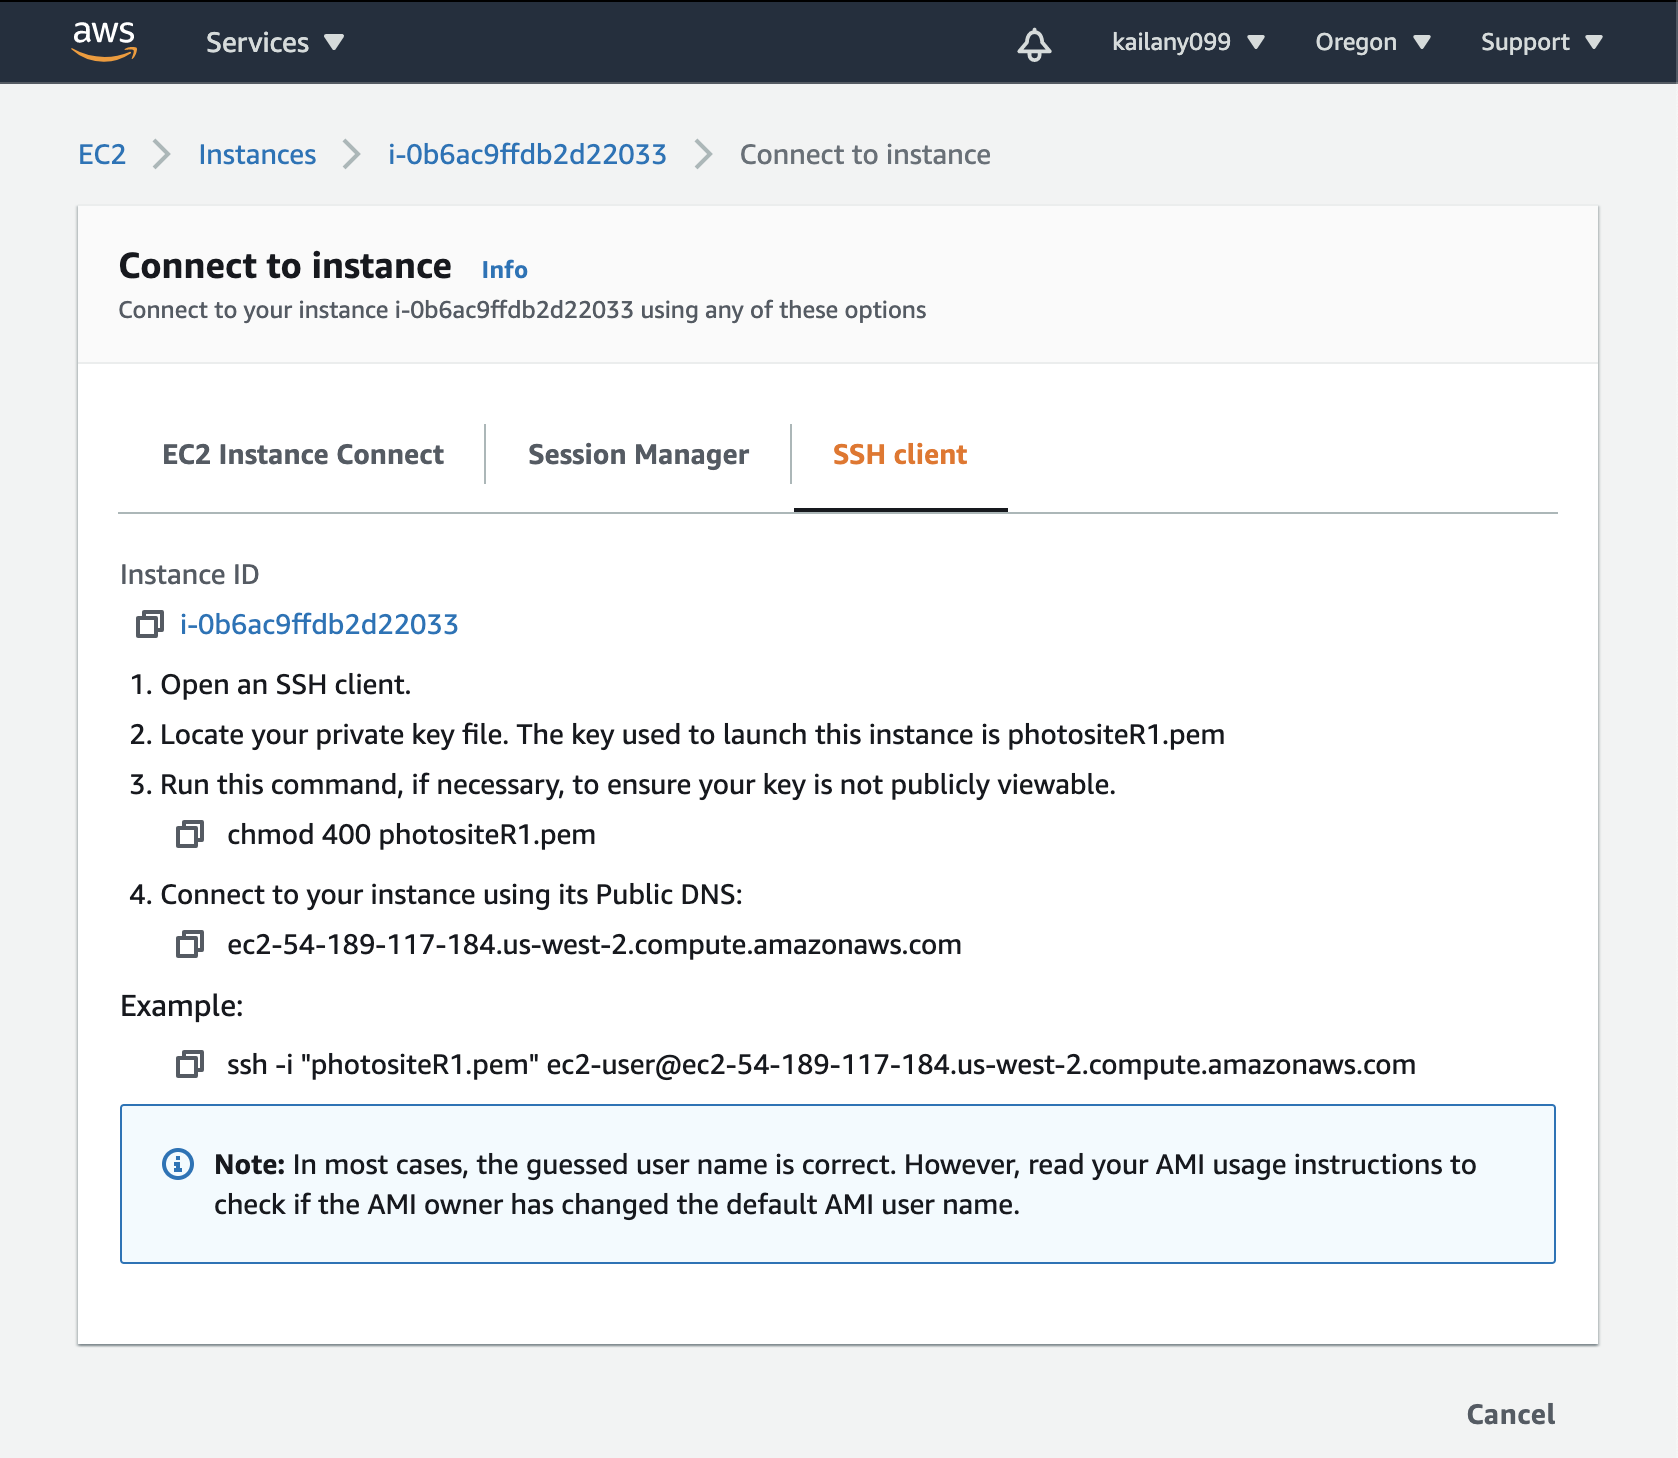 aws Services kailany099 Oregon Support
EC2 Instances i-0b6ac9ffdb2d22033 Connect to instance
Connect to instance Info
Connect to your instance i-0b6ac9ffdb2d22033 using any of these options
EC2 Instance Connect Session Manager SSH client
Instance ID
i-0b6ac9ffdb2d22033
1. Open an SSH client.
2. Locate your private key file. The key used to launch this instance is photositeR1.pem
3. Run this command, if necessary, to ensure your key is not publicly viewable.
chmod 400 photositeR1.pem
4. Connect to your instance using its Public DNS:
ec2-54-189-117-184.us-west-2.compute.amazonaws.com
Example:
ssh -i "photositeR1.pem" ec2-user@ec2-54-189-117-184.us-west-2.compute.amazonaws.com
Note: In most cases, the guessed user name is correct. However, read your AMI usage instructions to
check if the AMI owner has changed the default AMI user name.
Cancel